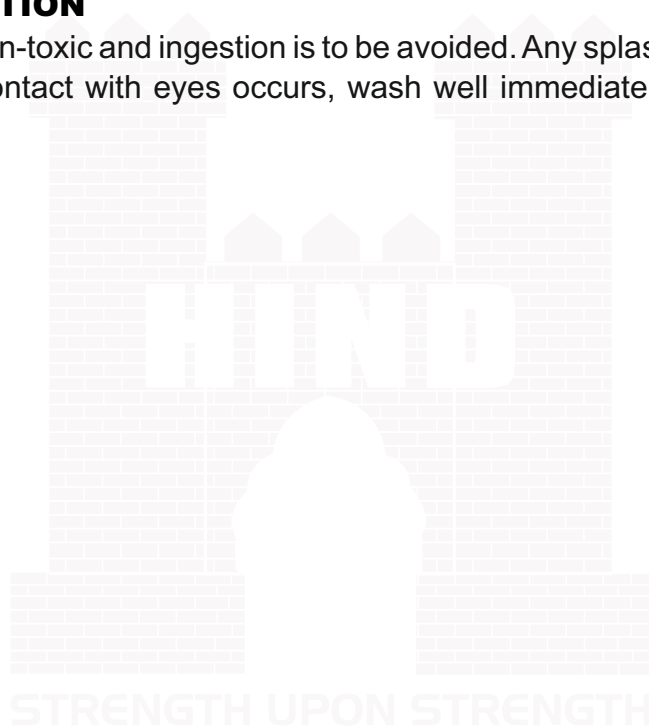 TION
n-toxic and ingestion is to be avoided. Any splas
ontact with eyes occurs, wash well immediate
HIND
STRENGTH UPON STRENGTH